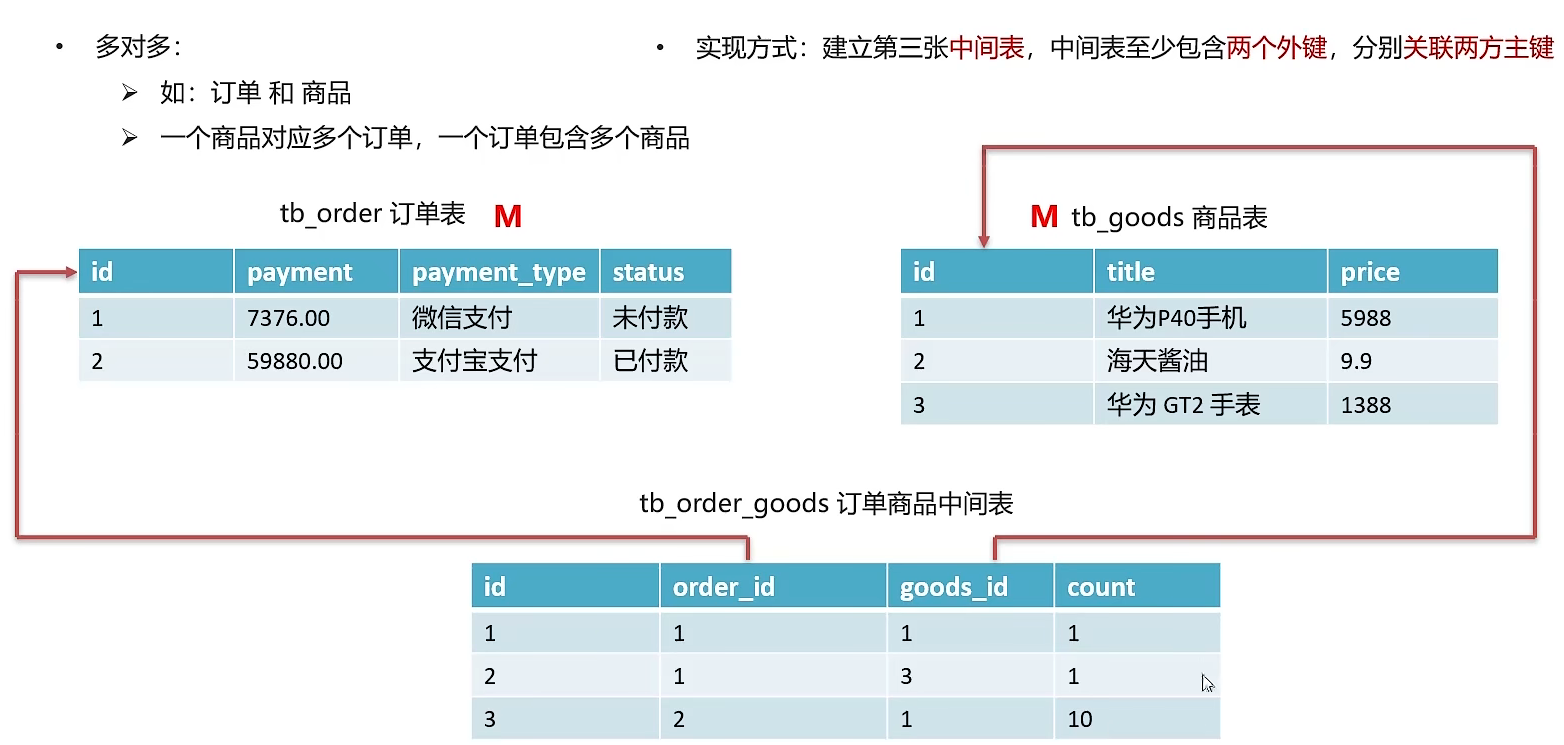 • 多对多：
➢ 如：订单 和 商品
➢ 一个商品对应多个订单，一个订单包含多个商品
• 实现方式：建立第三张中间表，中间表至少包含两个外键，分别关联两方主键
tb_order 订单表 M
id payment payment_type status
1 7376.00 微信支付 未付款
2 59880.00 支付宝支付 已付款
M tb_goods 商品表
id title price
1 华为P40手机 5988
2 海天酱油 9.9
3 华为 GT2 手表 1388
tb_order_goods 订单商品中间表
id order_id goods_id count
1 1 1 1
2 1 3 1
3 2 1 10